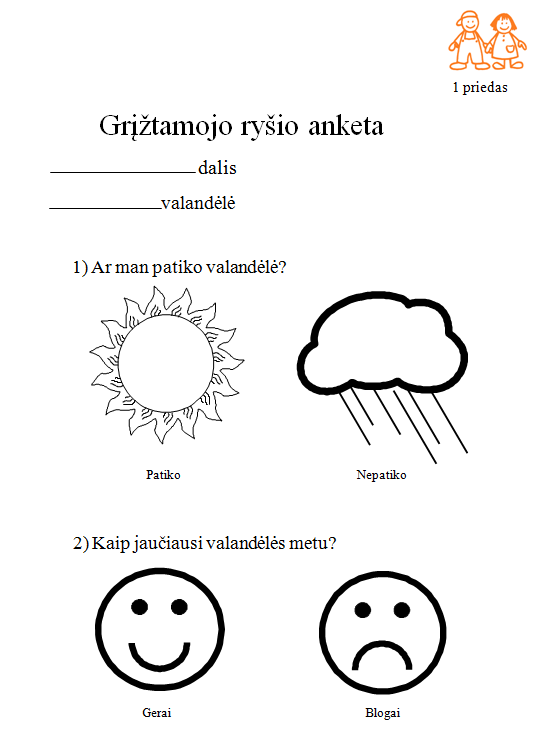 1 priedas
Grįžtamojo ryšio anketa
_______________ dalis
____________valandėlė
1) Ar man patiko valandėlė?
Patiko
Nepatiko
2) Kaip jaučiausi valandėlės metu?
Gerai
Blogai